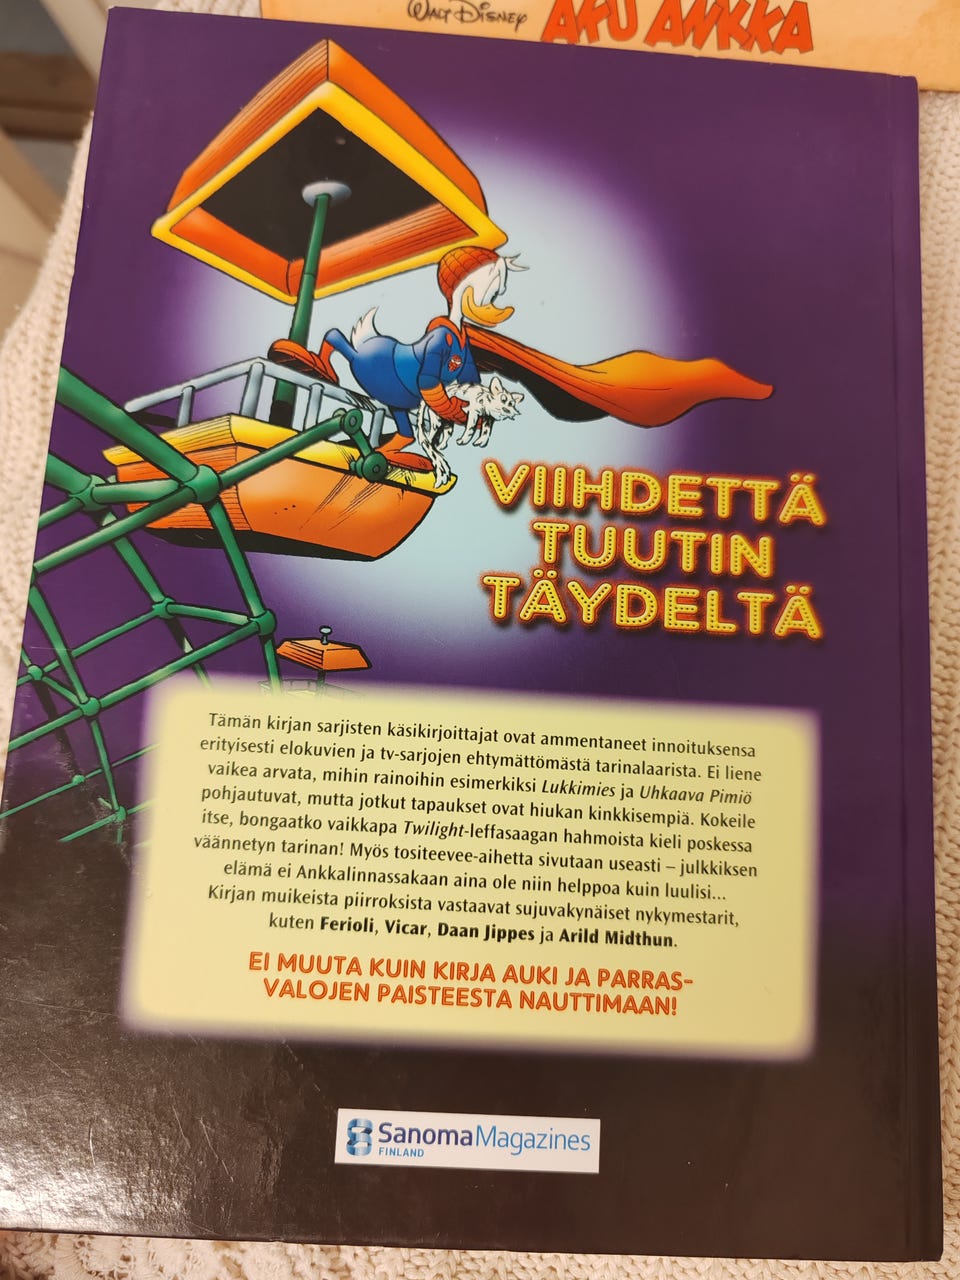 WALT DISNEY AKU ANKKA
VIIHDETTÄ
TUUTIN
TÄYDELTÄ
Tämän kirjan sarjisten käsikirjoittajat ovat ammentaneet innoituksensa
erityisesti elokuvien ja tv-sarjojen ehtymättömästä tarinalaarista. Ei liene
vaikea arvata, mihin rainoihin esimerkiksi Lukkimies ja Uhkaava Pimiö
pohjautuvat, mutta jotkut tapaukset ovat hiukan kinkkisempiä. Kokeile
itse, bongaatko vaikkapa Twilight-leffasaagan hahmoista kieli poskessa
väännetyn tarinan! Myös tositeevee-aihetta sivutaan useasti – julkkiksen
elämä ei Ankkalinnassakaan aina ole niin helppoa kuin luulisi...
Kirjan muikeista piirroksista vastaavat sujuvakynäiset nykymestarit,
kuten Ferioli, Vicar, Daan Jippes ja Arild Midthun.
EI MUUTA KUIN KIRJA AUKI JA PARRAS-
VALOJEN PAISTEESTA NAUTTIMAAN!
SanomaMagazines
FINLAND